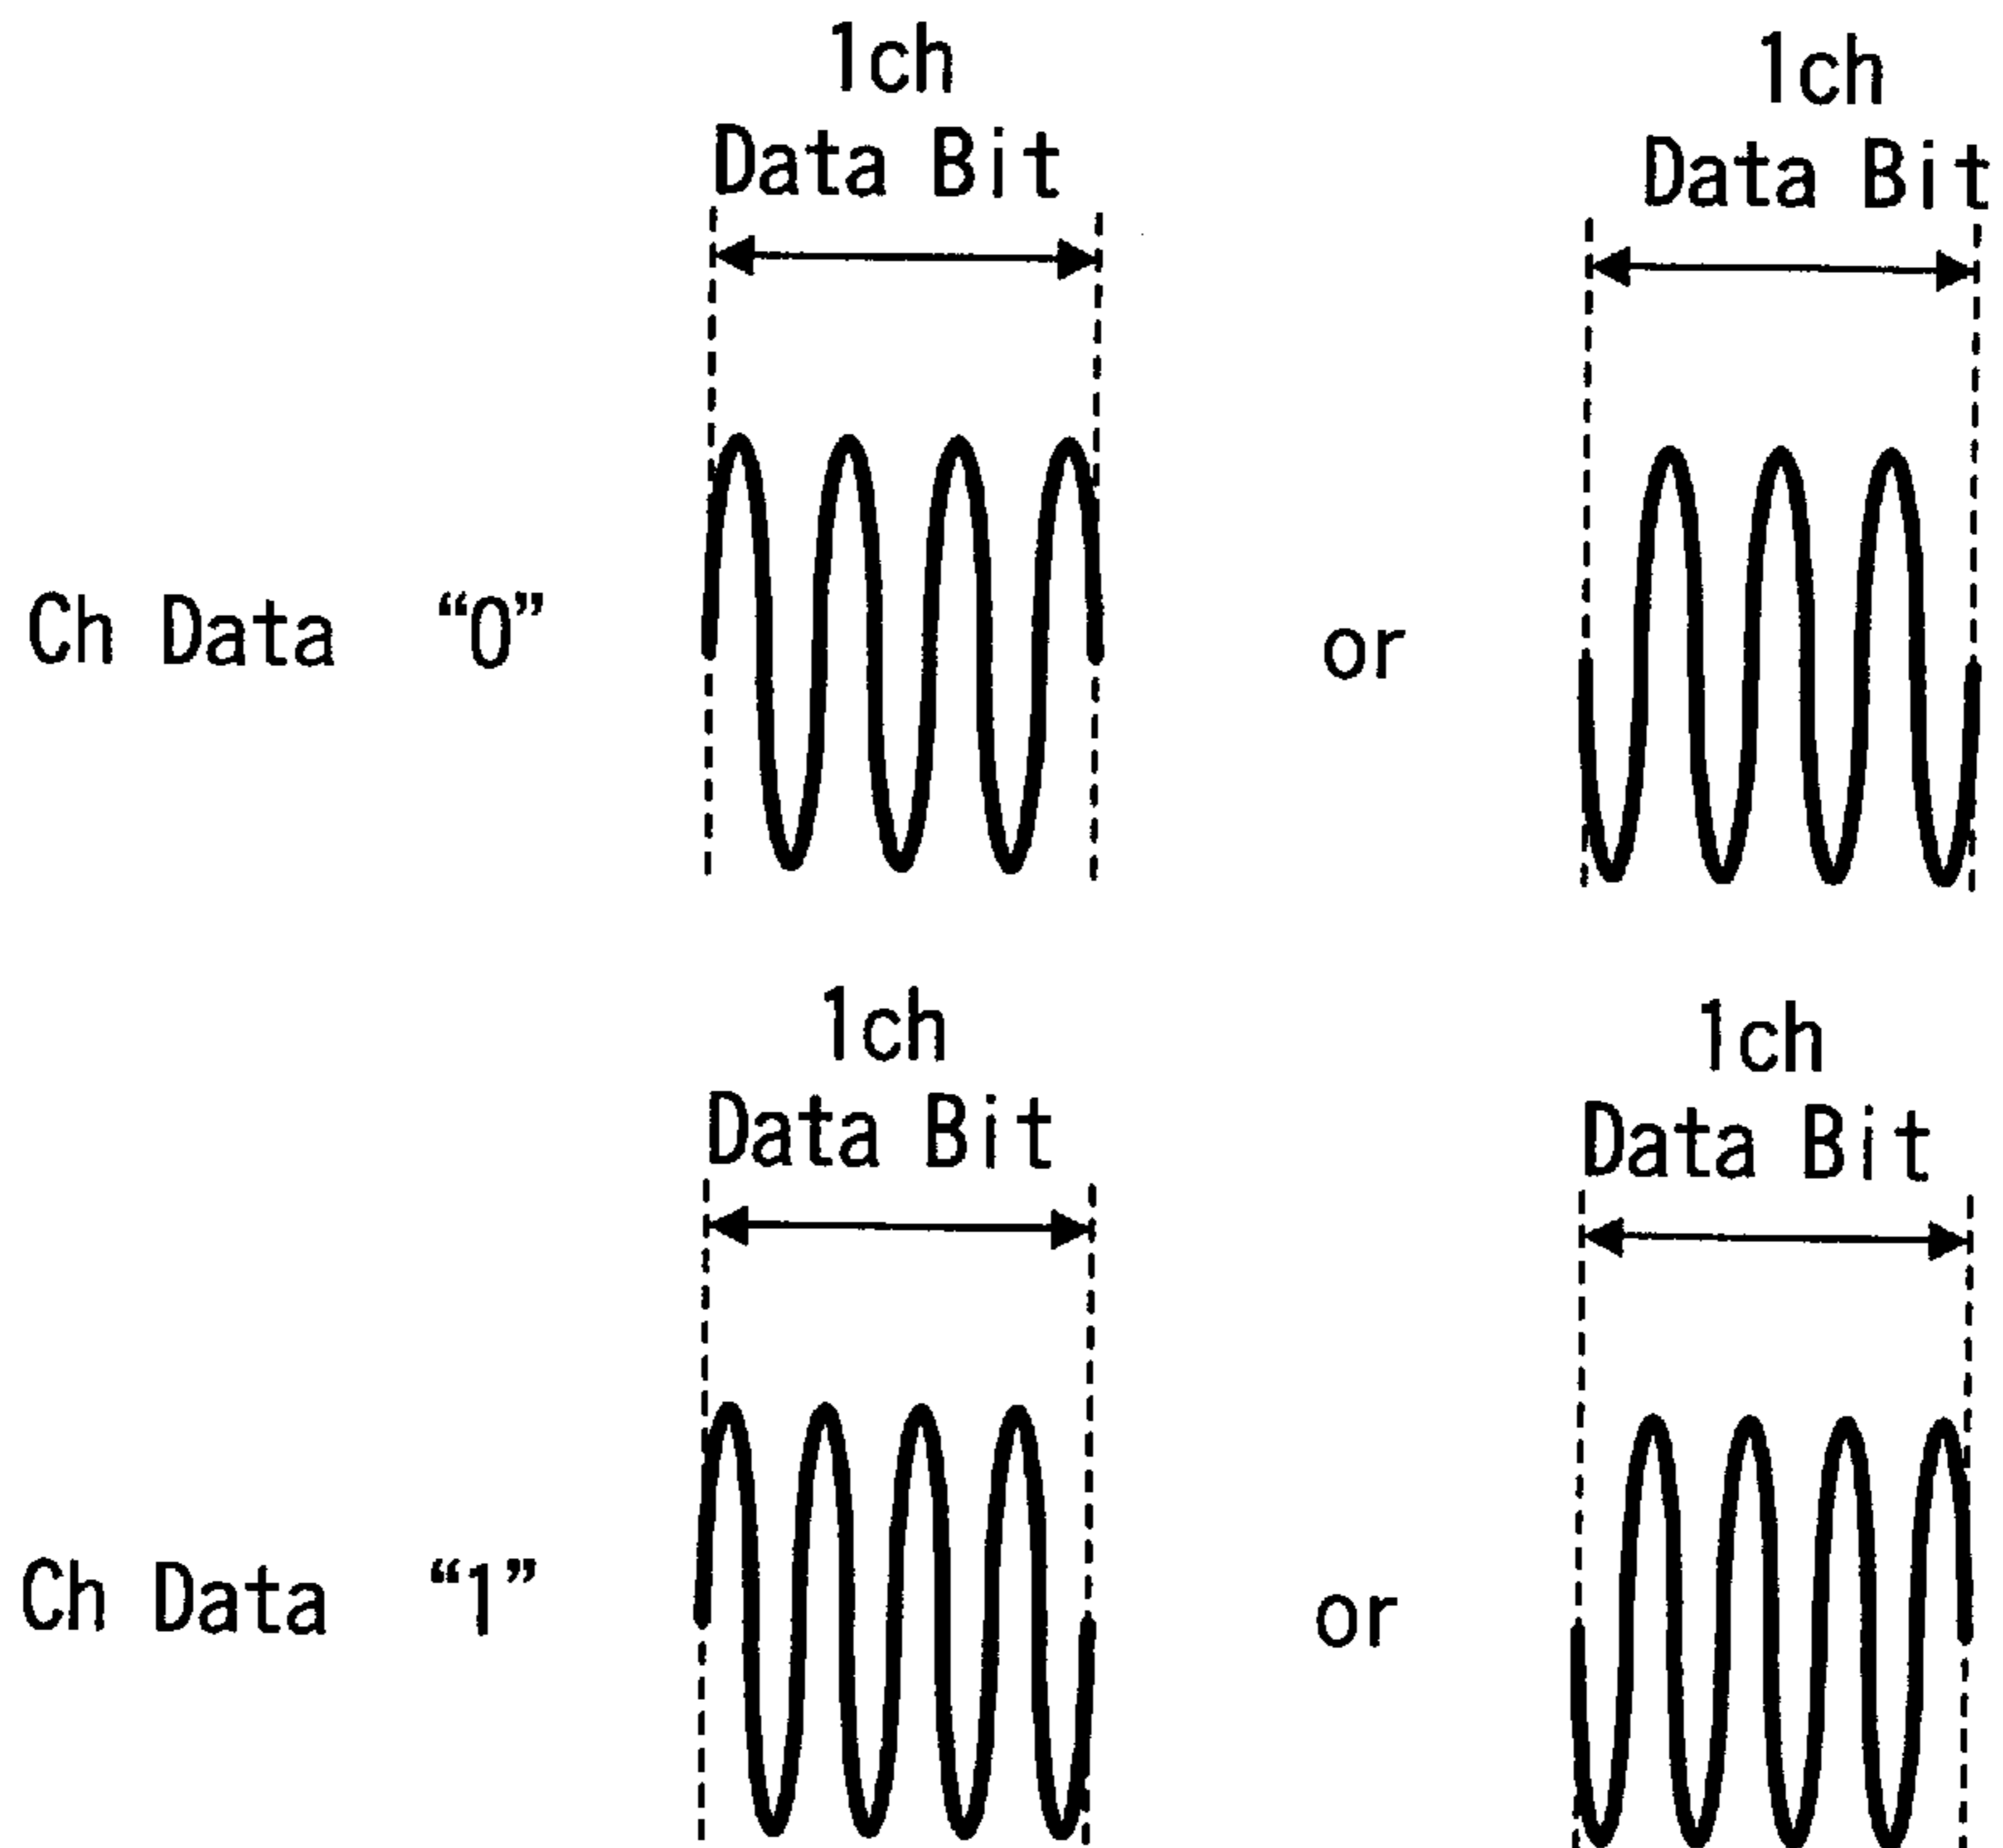 1ch
Data Bit
1ch
Data Bit
Ch Data “0”
or
1ch
Data Bit
1ch
Data Bit
Ch Data “1”
or